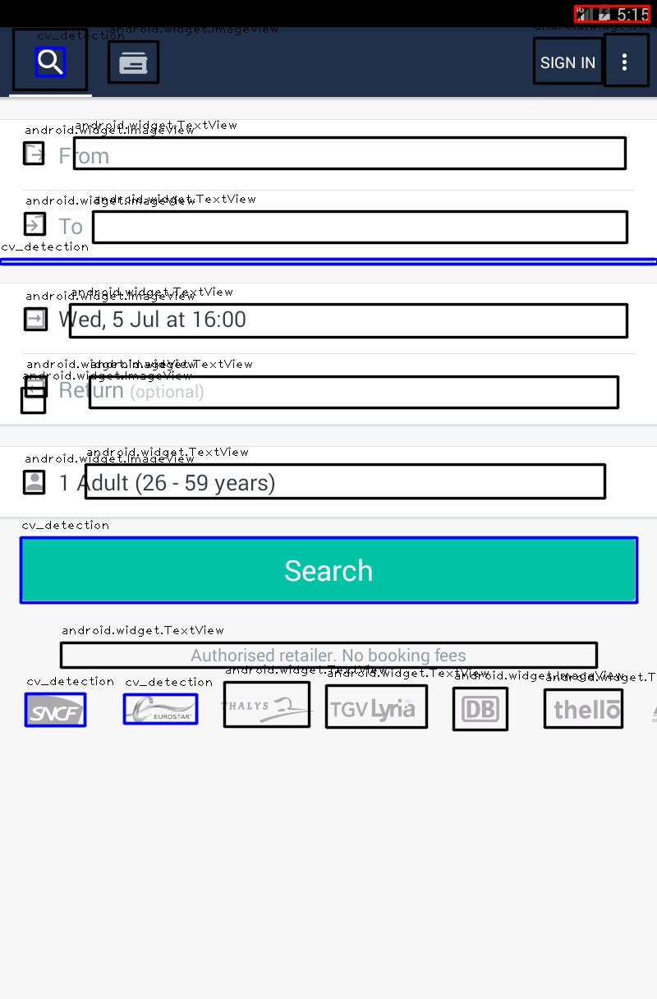 5:15
cv_detection
android.widget.ImageView
SIGN IN
android.widget.TextView
android.widget.ImageView
From
android.widget.TextView
android.widget.ImageView
To
cv_detection
android.widget.TextView
android.widget.ImageView
Wed, 5 Jul at 16:00
android.widget.ImageView
android.widget.TextView
android.widget.ImageView
Return (optional)
android.widget.TextView
android.widget.ImageView
1 Adult (26 - 59 years)
cv_detection
Search
android.widget.TextView
Authorised retailer. No booking fees
cv_detection
cv_detection
android.widget.TextView
android.widget.TextView
android.widget.ImageView
android.widget.T
SNCF
EUROSTAR
THALYS
TGV Lyria
DB
thello